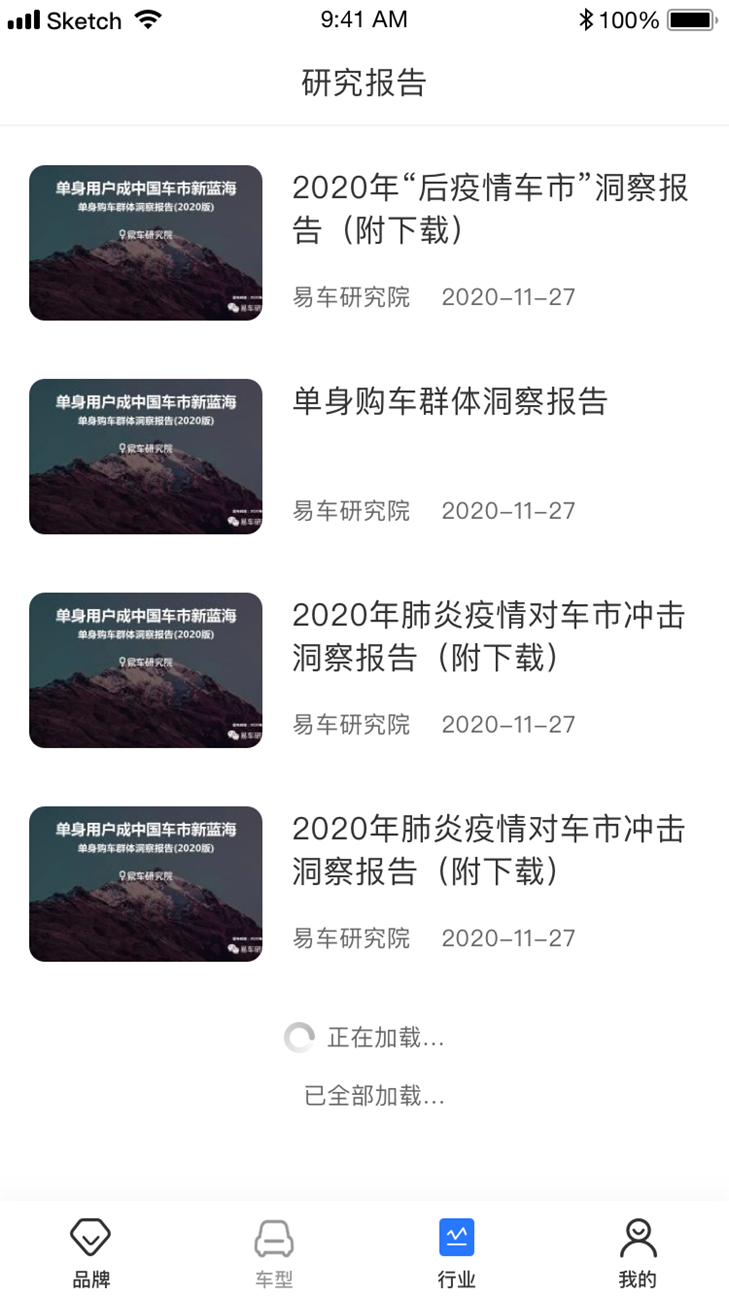 Sketch
9:41 AM
100%
研究报告
单身用户成中国车市新蓝海
单身购车群体洞察报告(2020版)
易车研究院
2020年“后疫情车市”洞察报
告（附下载）
易车研究院 2020-11-27
单身用户成中国车市新蓝海
单身购车群体洞察报告(2020版)
易车研究院
单身购车群体洞察报告
易车研究院 2020-11-27
单身用户成中国车市新蓝海
单身购车群体洞察报告(2020版)
易车研究院
2020年肺炎疫情对车市冲击
洞察报告（附下载）
易车研究院 2020-11-27
单身用户成中国车市新蓝海
单身购车群体洞察报告(2020版)
易车研究院
2020年肺炎疫情对车市冲击
洞察报告（附下载）
易车研究院 2020-11-27
正在加载...
已全部加载...
品牌
车型
行业
我的